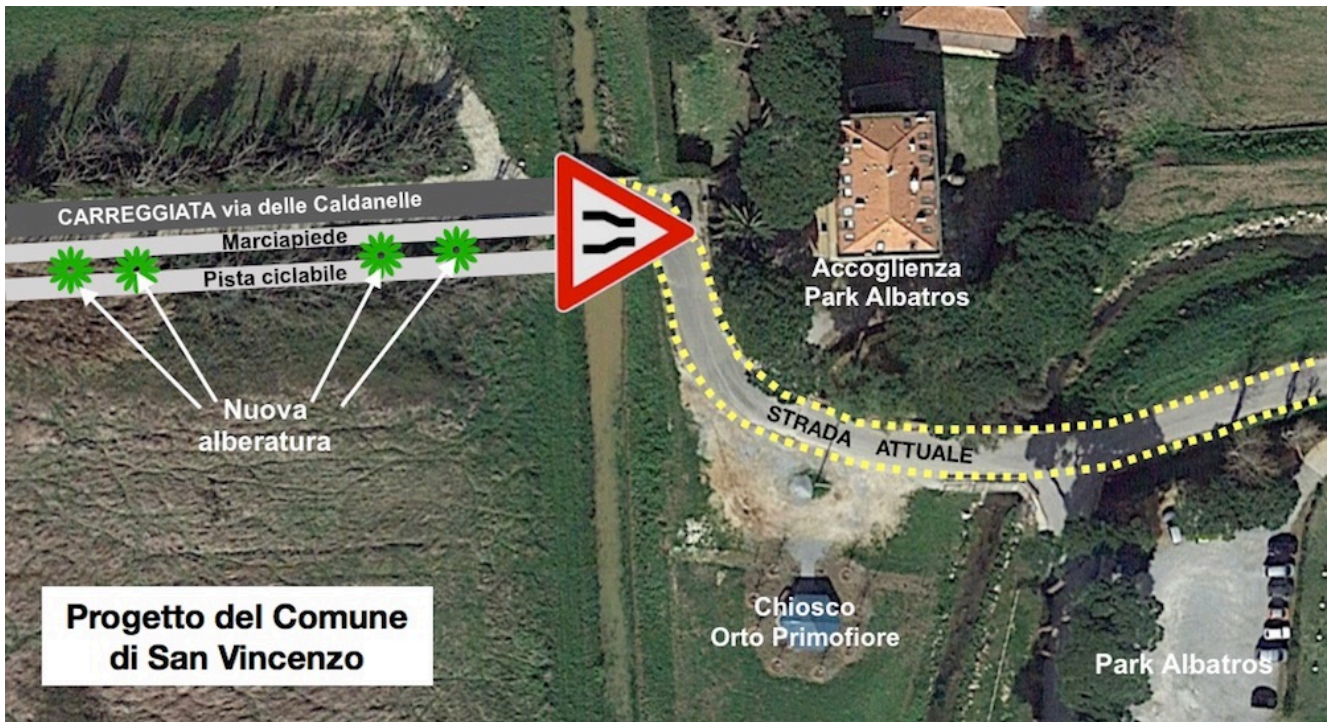 CARREGGIATA via delle Caldanelle
Marciapiede
Pista ciclabile
Nuova
alberatura
Accoglienza
Park Albatros
STRADA ATTUALE
Chiosco
Orto Primofiore
Park Albatros
Progetto del Comune
di San Vincenzo